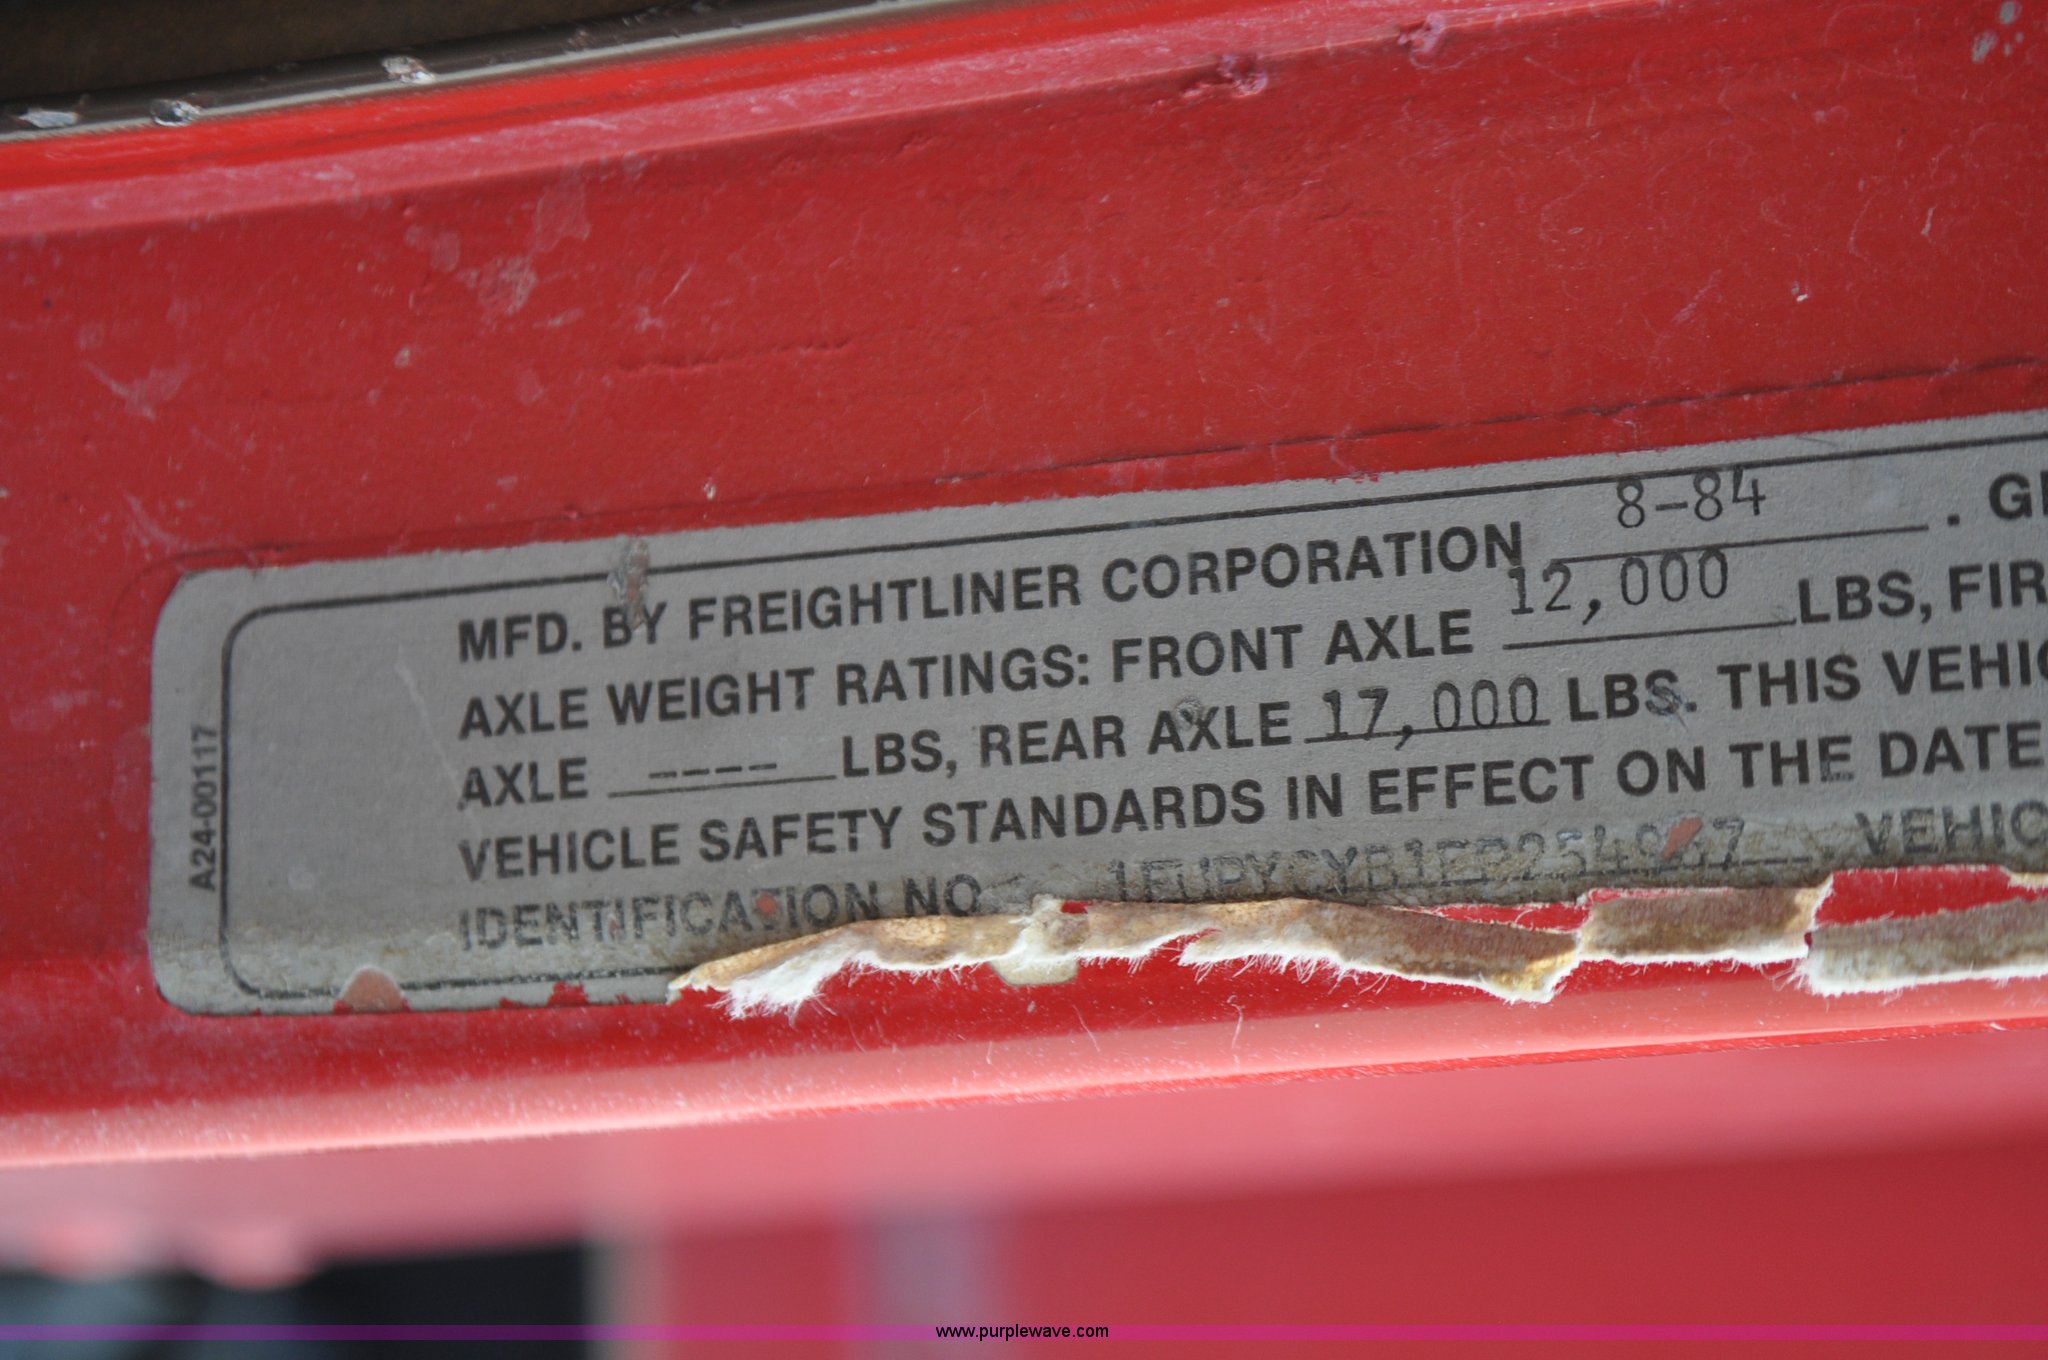 MFD. BY FREIGHTLINER CORPORATION 8-84 . G
AXLE WEIGHT RATINGS: FRONT AXLE 12,000 LBS, FIR
AXLE ---- LBS, REAR AXLE 17,000 LBS. THIS VEHIC
VEHICLE SAFETY STANDARDS IN EFFECT ON THE DATE
IDENTIFICATION NO . VEHIC
A24-00117
www.purplewave.com